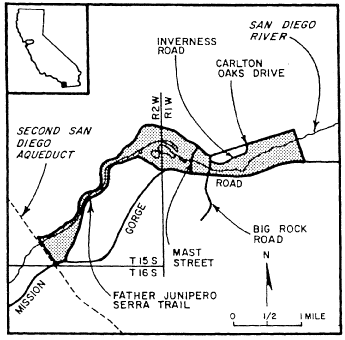 SAN DIEGO
RIVER
INVERNESS
ROAD
CARLTON
OAKS DRIVE
R2W
R1W
SECOND SAN
DIEGO
AQUEDUCT
ROAD
GORGE
BIG ROCK
ROAD
MAST
STREET
T15S
T16S
MISSION
FATHER JUNIPERO
SERRA TRAIL
N
0 1/2 1 MILE